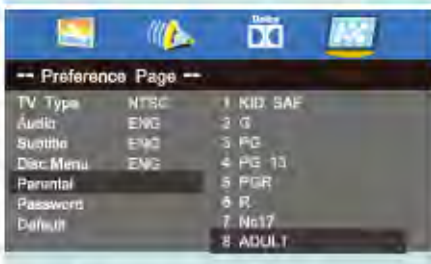 Dolby
-- Preference Page --
TV Type NTSC 1 KID SAF
Audio ENG 2 G
Subtitle ENG 3 PG
Disc Menu ENG 4 PG 13
Parental 5 PGR
Password 6 R
Default 7 Nc17
8 ADULT